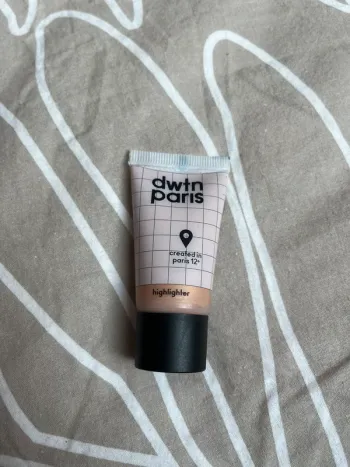 dwtn
paris
created in
paris 12e
highlighter